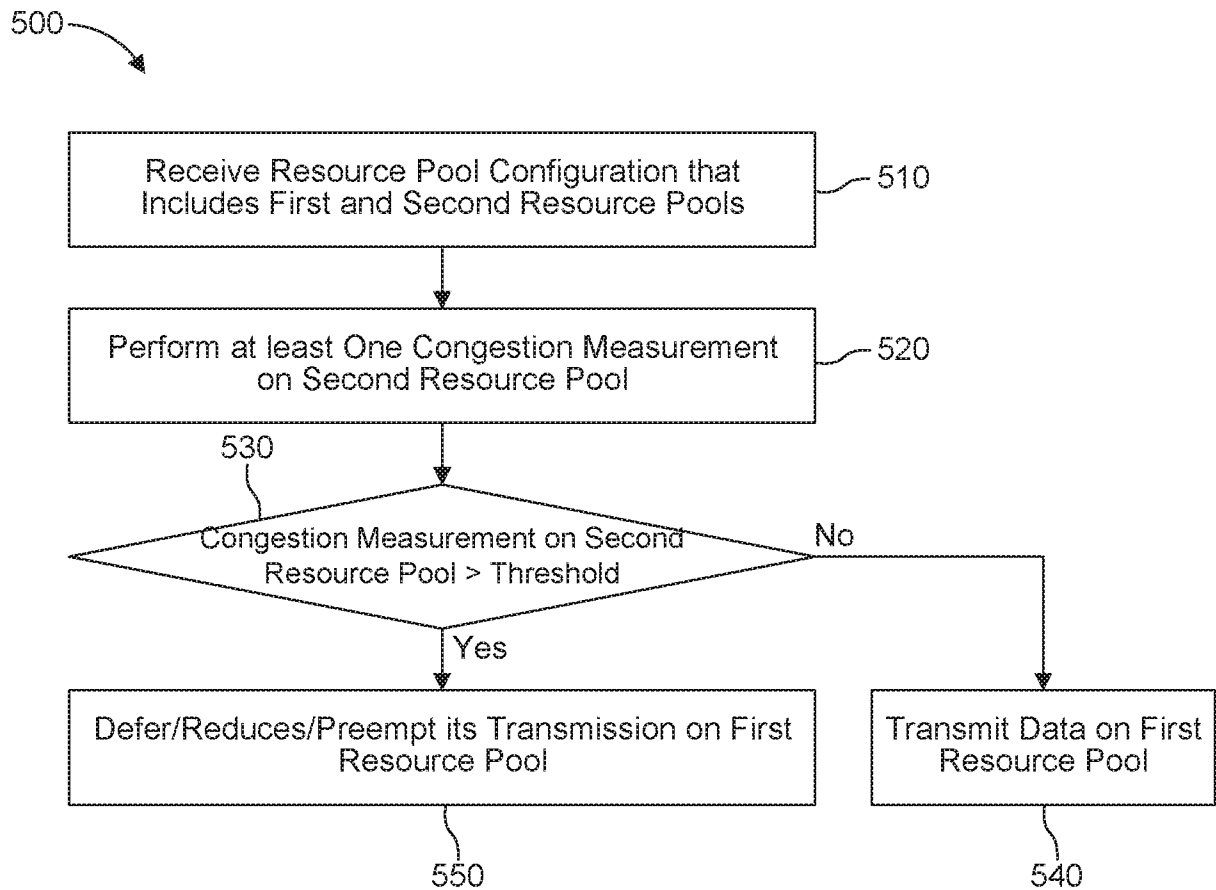 500
Receive Resource Pool Configuration that
Includes First and Second Resource Pools
510
Perform at least One Congestion Measurement
on Second Resource Pool
520
530
Congestion Measurement on Second
Resource Pool > Threshold
No
Yes
Defer/Reduces/Preempt its Transmission on First
Resource Pool
Transmit Data on First
Resource Pool
550
540